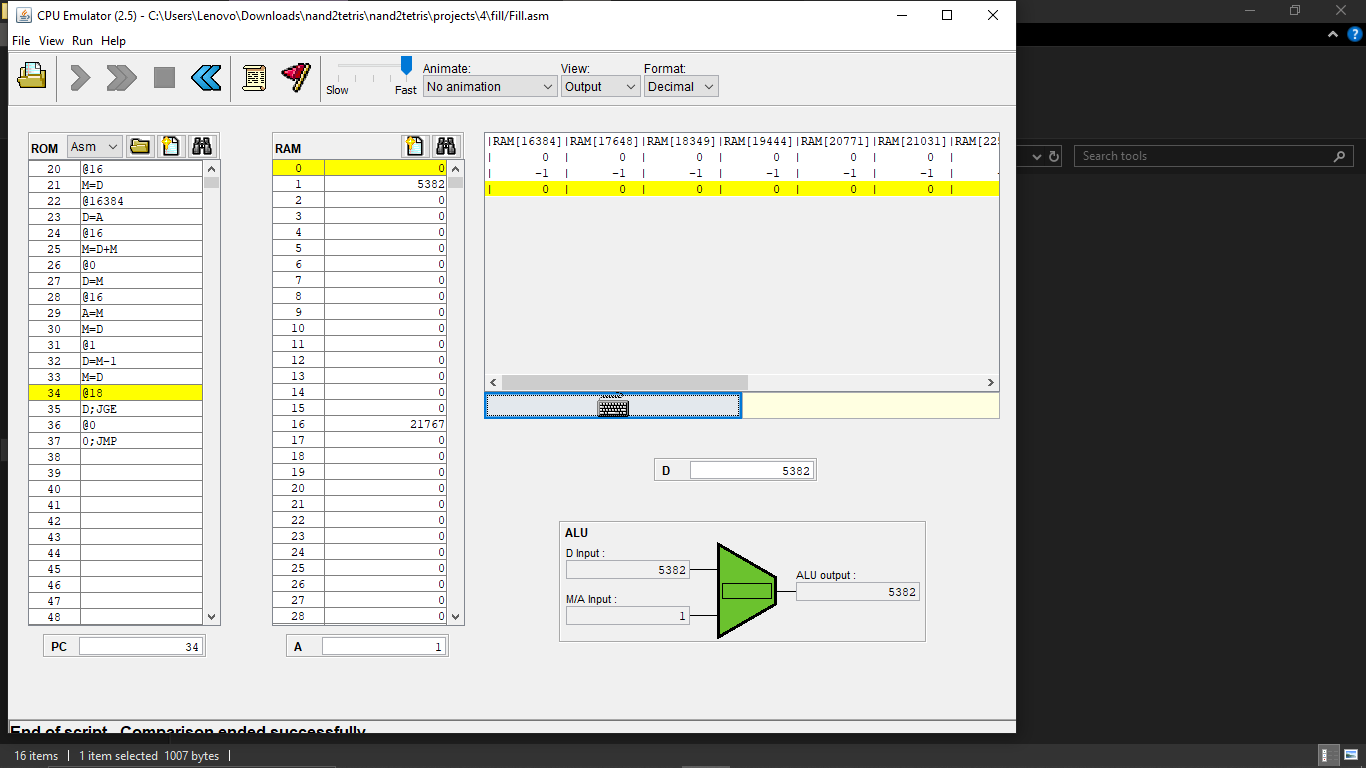 CPU Emulator (2.5) - C:\Users\Lenovo\Downloads\nand2tetris\nand2tetris\projects\4\fill/Fill.asm
File View Run Help
Slow
Fast
Animate:
No animation
View:
Output
Format:
Decimal
ROM
Asm
20 @16
21 M=D
22 @16384
23 D=A
24 @16
25 M=D+M
26 @0
27 D=M
28 @16
29 A=M
30 M=D
31 @1
32 D=M-1
33 M=D
34 @18
35 D;JGE
36 @0
37 0;JMP
38
39
40
41
42
43
44
45
46
47
48
PC 34
RAM
0 0
1 5382
2 0
3 0
4 0
5 0
6 0
7 0
8 0
9 0
10 0
11 0
12 0
13 0
14 0
15 0
16 21767
17 0
18 0
19 0
20 0
21 0
22 0
23 0
24 0
25 0
26 0
27 0
28 0
A 1
|RAM[16384]|RAM[17648]|RAM[18349]|RAM[19444]|RAM[20771]|RAM[21031]|RAM[225
| 0 | 0 | 0 | 0 | 0 | 0 |
| -1 | -1 | -1 | -1 | -1 | -1 |
| 0 | 0 | 0 | 0 | 0 | 0 |
D 5382
ALU
D Input :
5382
M/A Input :
1
ALU output :
5382
End of script - Comparison ended successfully
Search tools
16 items | 1 item selected 1007 bytes |